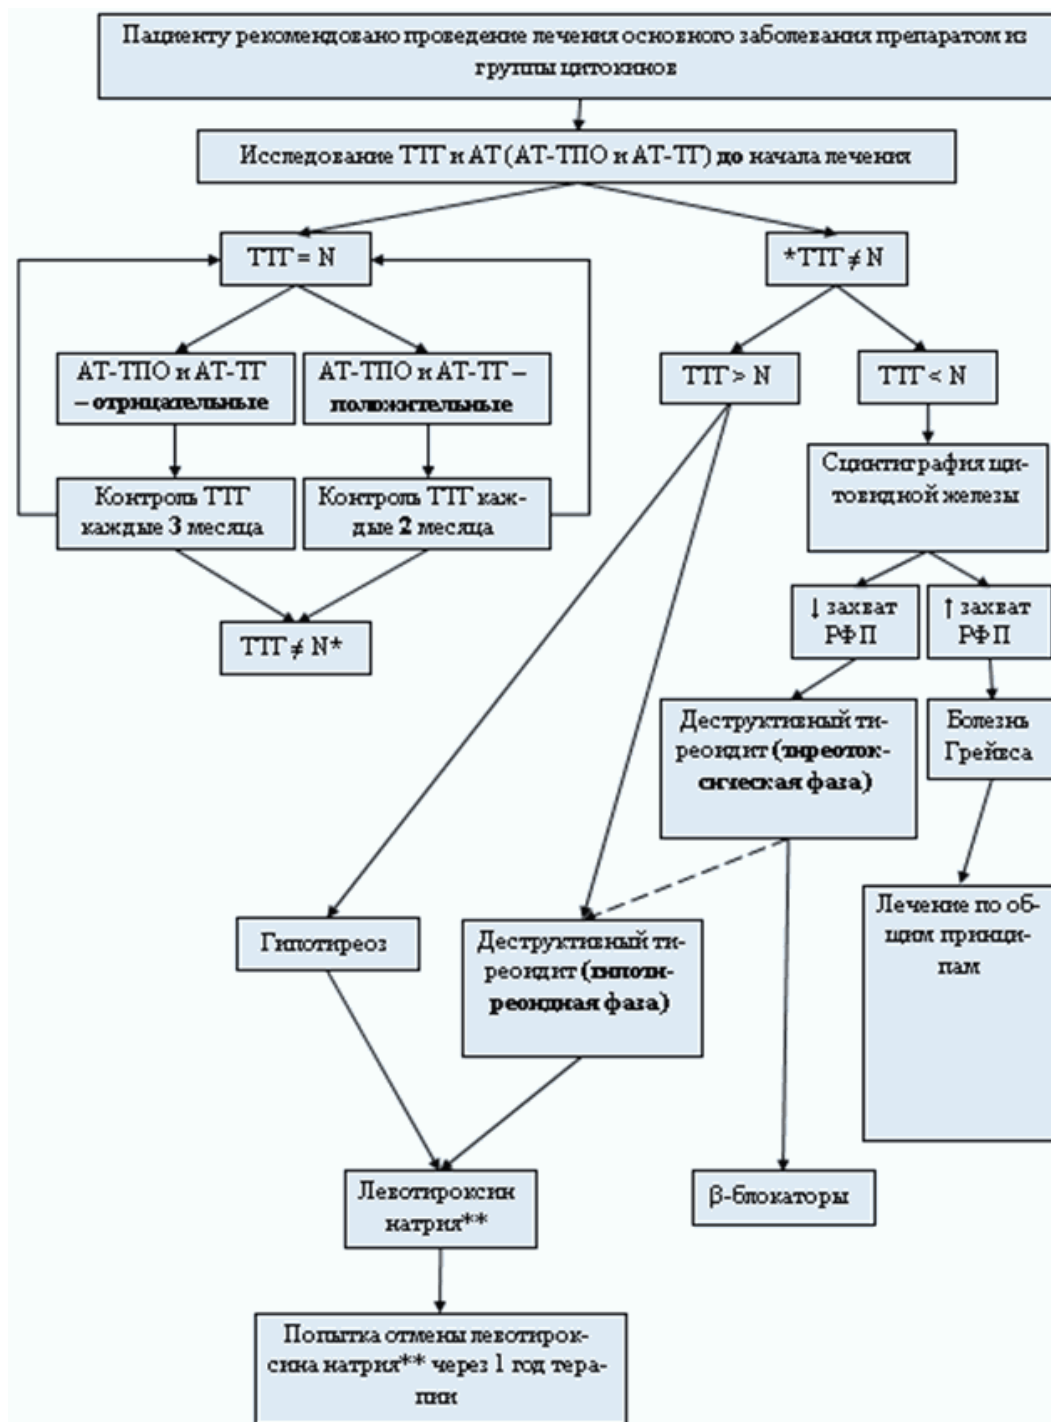 Пациенту рекомендовано проведение лечения основного заболевания препаратом из
группы цитокинов
Исследование ТТГ и АТ (АТ-ТПО и АТ-ТГ) до начала лечения
ТТГ = N
*ТТГ ≠ N
АТ-ТПО и АТ-ТГ
– отрицательные
АТ-ТПО и АТ-ТГ –
положительные
ТТГ > N
ТТГ < N
Контроль ТТГ
каждые 3 месяца
Контроль ТТГ каж-
дые 2 месяца
Сцинтиграфия щи-
товидной железы
ТТГ ≠ N*
↓ захват
РФП
↑ захват
РФП
Деструктивный ти-
реоидит (тиреоток-
сическая фаза)
Болезнь
Грейвса
Гипотиреоз
Деструктивный ти-
реоидит (гипоти-
реоидная фаза)
Лечение по об-
щим принци-
пам
Левотироксин
натрия**
β-блокаторы
Попытка отмены левотирок-
сина натрия** через 1 год тера-
пии